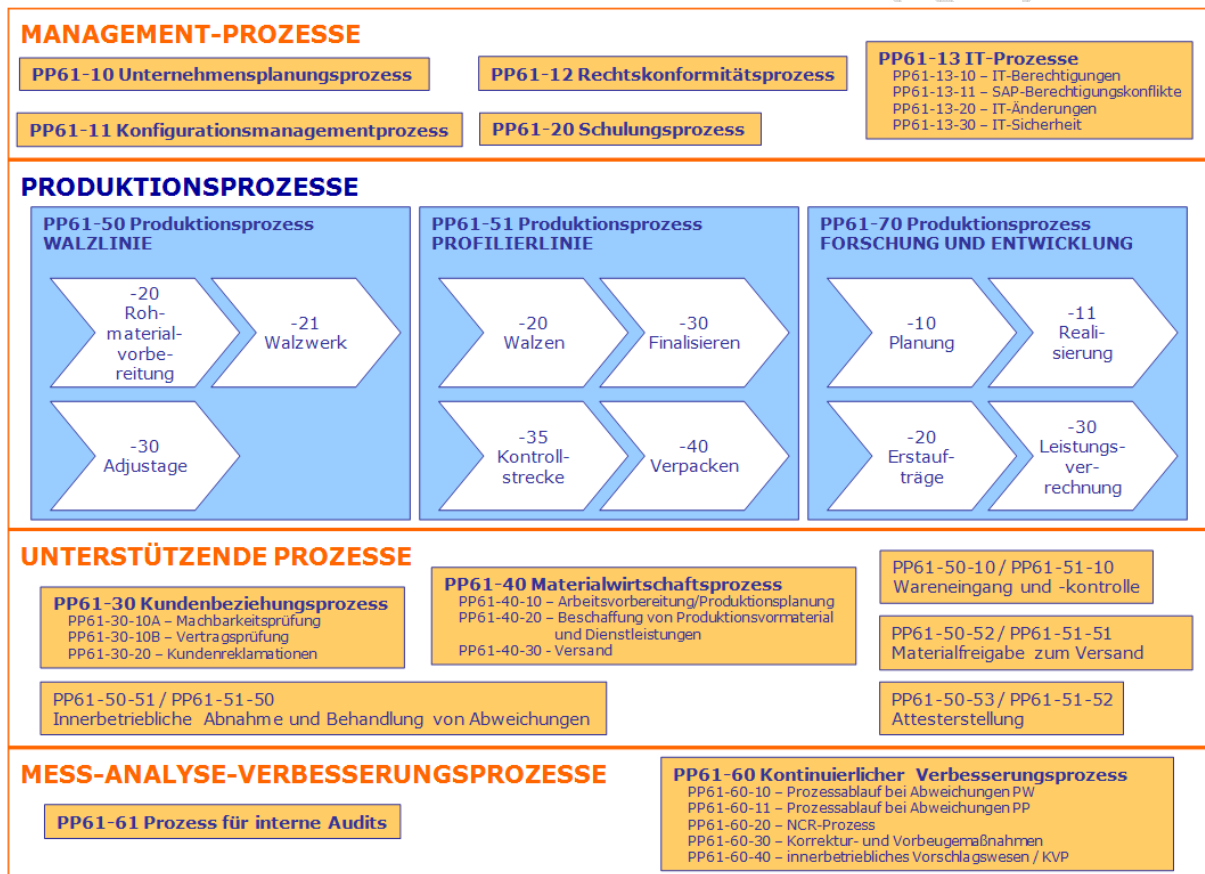 MANAGEMENT-PROZESSE
PP61-10 Unternehmensplanungsprozess
PP61-12 Rechtskonformitätsprozess
PP61-13 IT-Prozesse
PP61-13-10 – IT-Berechtigungen
PP61-13-11 – SAP-Berechtigungskonflikte
PP61-13-20 – IT-Änderungen
PP61-13-30 – IT-Sicherheit
PP61-11 Konfigurationsmanagementprozess
PP61-20 Schulungsprozess
PRODUKTIONSPROZESSE
PP61-50 Produktionsprozess
WALZLINIE
-20
Roh-
material-
vorbe-
reitung
-21
Walzwerk
-30
Adjustage
PP61-51 Produktionsprozess
PROFILIERLINIE
-20
Walzen
-30
Finalisieren
-35
Kontroll-
strecke
-40
Verpacken
PP61-70 Produktionsprozess
FORSCHUNG UND ENTWICKLUNG
-10
Planung
-11
Reali-
sierung
-20
Erstauf-
träge
-30
Leistungs-
ver-
rechnung
UNTERSTÜTZENDE PROZESSE
PP61-30 Kundenbeziehungsprozess
PP61-30-10A – Machbarkeitsprüfung
PP61-30-10B – Vertragsprüfung
PP61-30-20 – Kundenreklamationen
PP61-40 Materialwirtschaftsprozess
PP61-40-10 – Arbeitsvorbereitung/Produktionsplanung
PP61-40-20 – Beschaffung von Produktionsvormaterial
und Dienstleistungen
PP61-40-30 - Versand
PP61-50-10 / PP61-51-10
Wareneingang und -kontrolle
PP61-50-52 / PP61-51-51
Materialfreigabe zum Versand
PP61-50-51 / PP61-51-50
Innerbetriebliche Abnahme und Behandlung von Abweichungen
PP61-50-53 / PP61-51-52
Attesterstellung
MESS-ANALYSE-VERBESSERUNGSPROZESSE
PP61-61 Prozess für interne Audits
PP61-60 Kontinuierlicher Verbesserungsprozess
PP61-60-10 – Prozessablauf bei Abweichungen PW
PP61-60-11 – Prozessablauf bei Abweichungen PP
PP61-60-20 – NCR-Prozess
PP61-60-30 – Korrektur- und Vorbeugemaßnahmen
PP61-60-40 – innerbetriebliches Vorschlagswesen / KVP